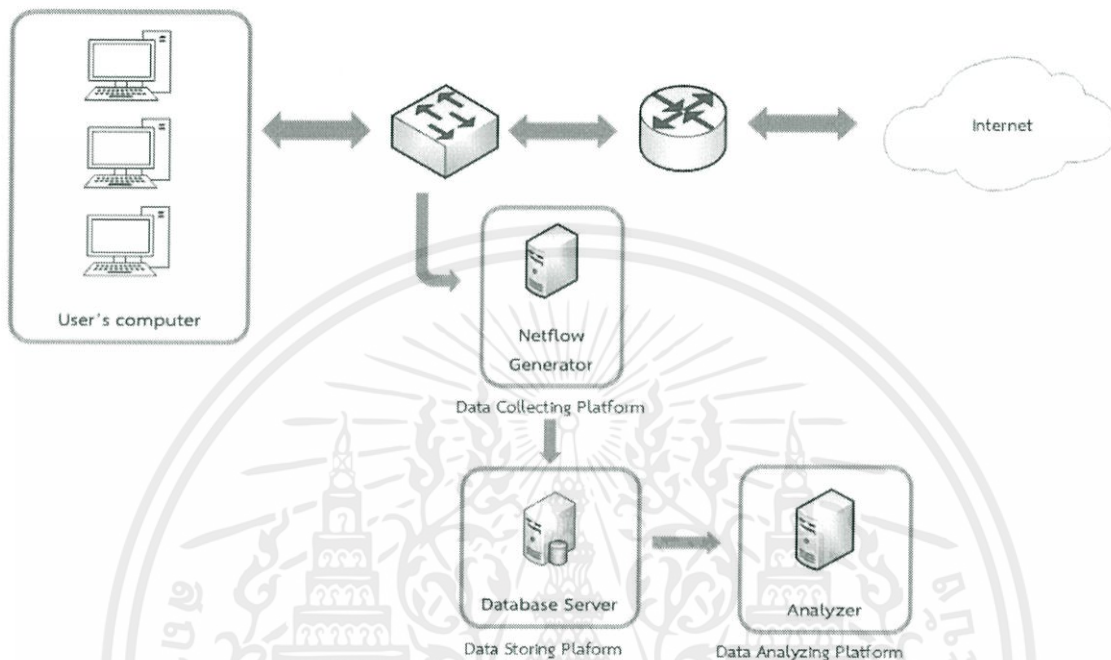 Internet
User's computer
Netflow
Generator
Data Collecting Platform
Database Server
Analyzer
Data Storing Plaform
Data Analyzing Platform